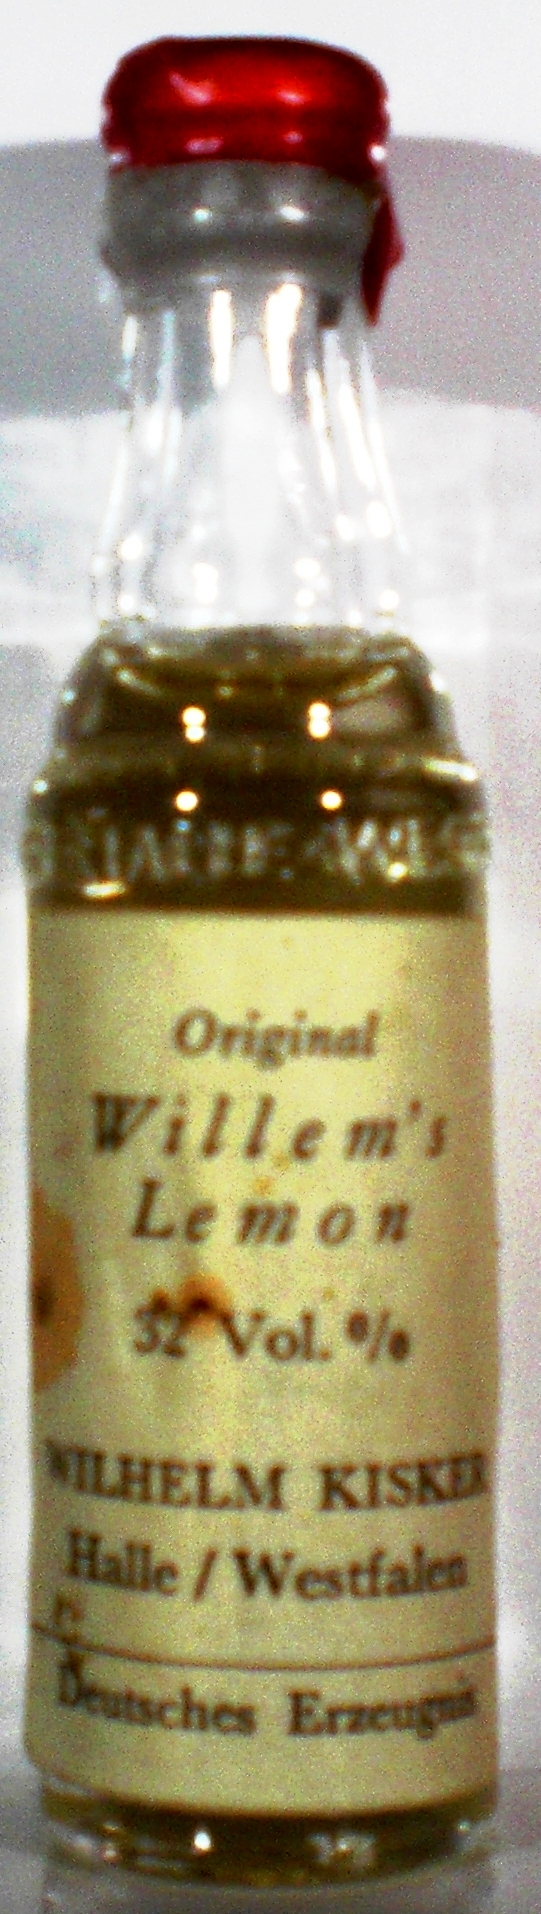 Original
Willem's
Lemon
32 Vol. %
WILHELM KISKER
Halle / Westfalen
Deutsches Erzeugnis